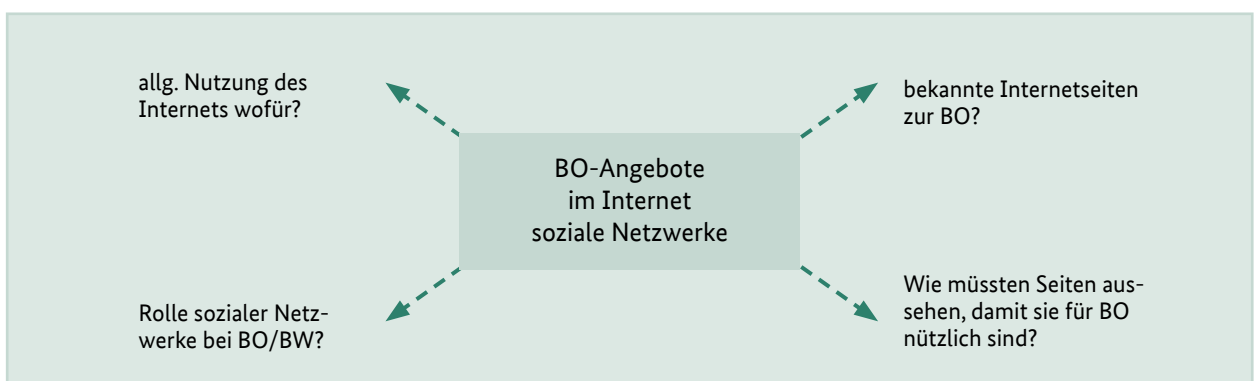 allg. Nutzung des
Internets wofür?
bekannte Internetseiten
zur BO?
BO-Angebote
im Internet
soziale Netzwerke
Rolle sozialer Netz-
werke bei BO/BW?
Wie müssten Seiten aus-
sehen, damit sie für BO
nützlich sind?